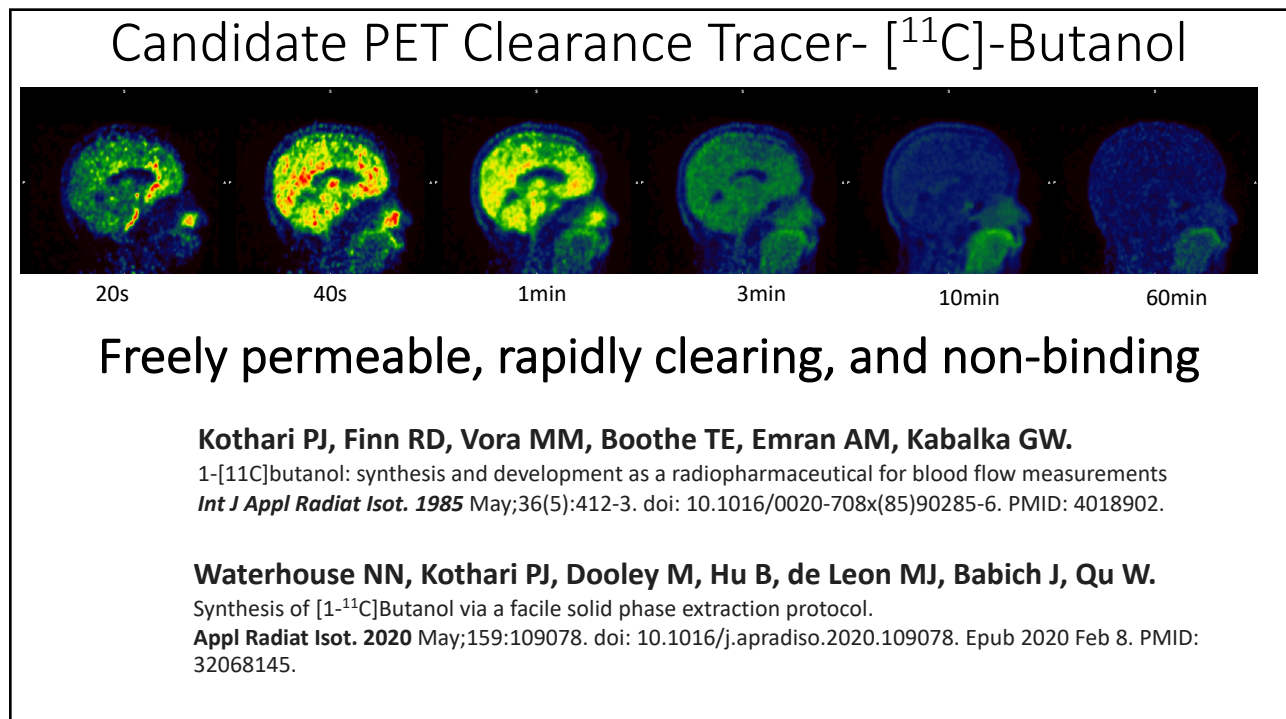 Candidate PET Clearance Tracer- [¹¹C]-Butanol
20s 40s 1min 3min 10min 60min
Freely permeable, rapidly clearing, and non-binding
Kothari PJ, Finn RD, Vora MM, Boothe TE, Emran AM, Kabalka GW.
1-[11C]butanol: synthesis and development as a radiopharmaceutical for blood flow measurements
Int J Appl Radiat Isot. 1985 May;36(5):412-3. doi: 10.1016/0020-708x(85)90285-6. PMID: 4018902.
Waterhouse NN, Kothari PJ, Dooley M, Hu B, de Leon MJ, Babich J, Qu W.
Synthesis of [1-¹¹C]Butanol via a facile solid phase extraction protocol.
Appl Radiat Isot. 2020 May;159:109078. doi: 10.1016/j.apradiso.2020.109078. Epub 2020 Feb 8. PMID:
32068145.